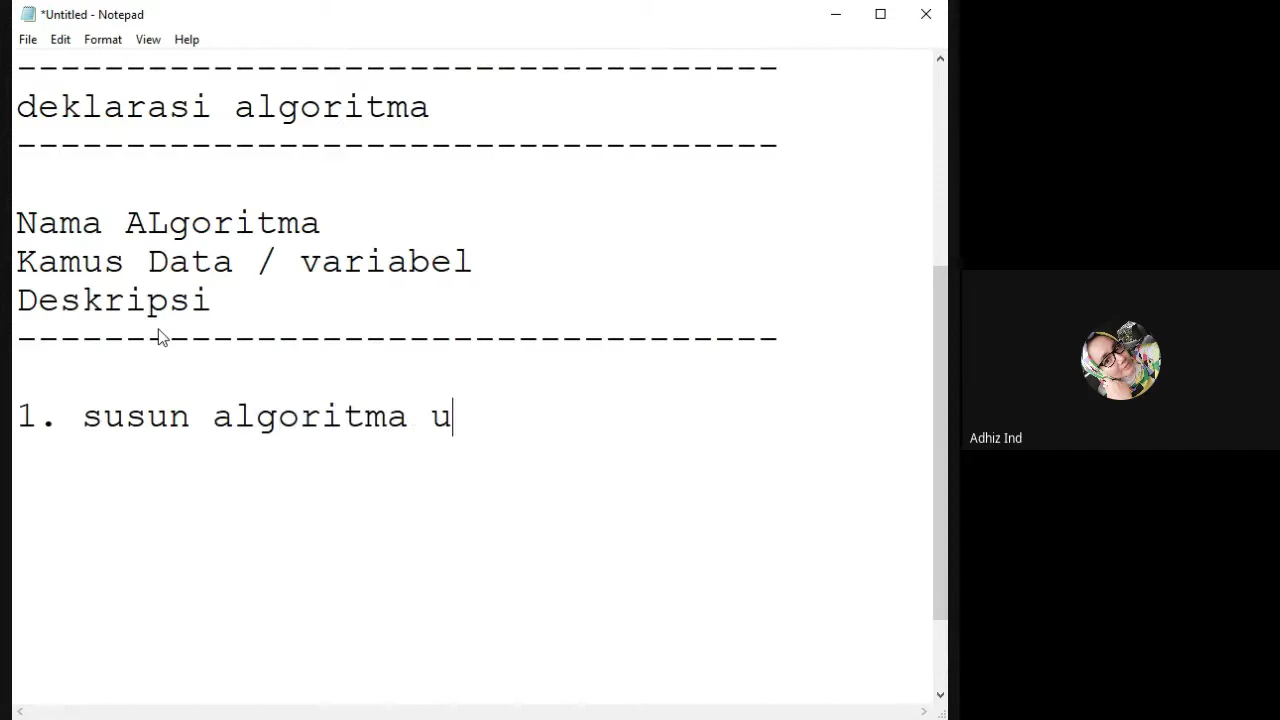 *Untitled - Notepad
File Edit Format View Help
-----------------------------------
deklarasi algoritma
-----------------------------------
Nama ALgoritma
Kamus Data / variabel
Deskripsi
-----------------------------------
1. susun algoritma u
Adhiz Ind